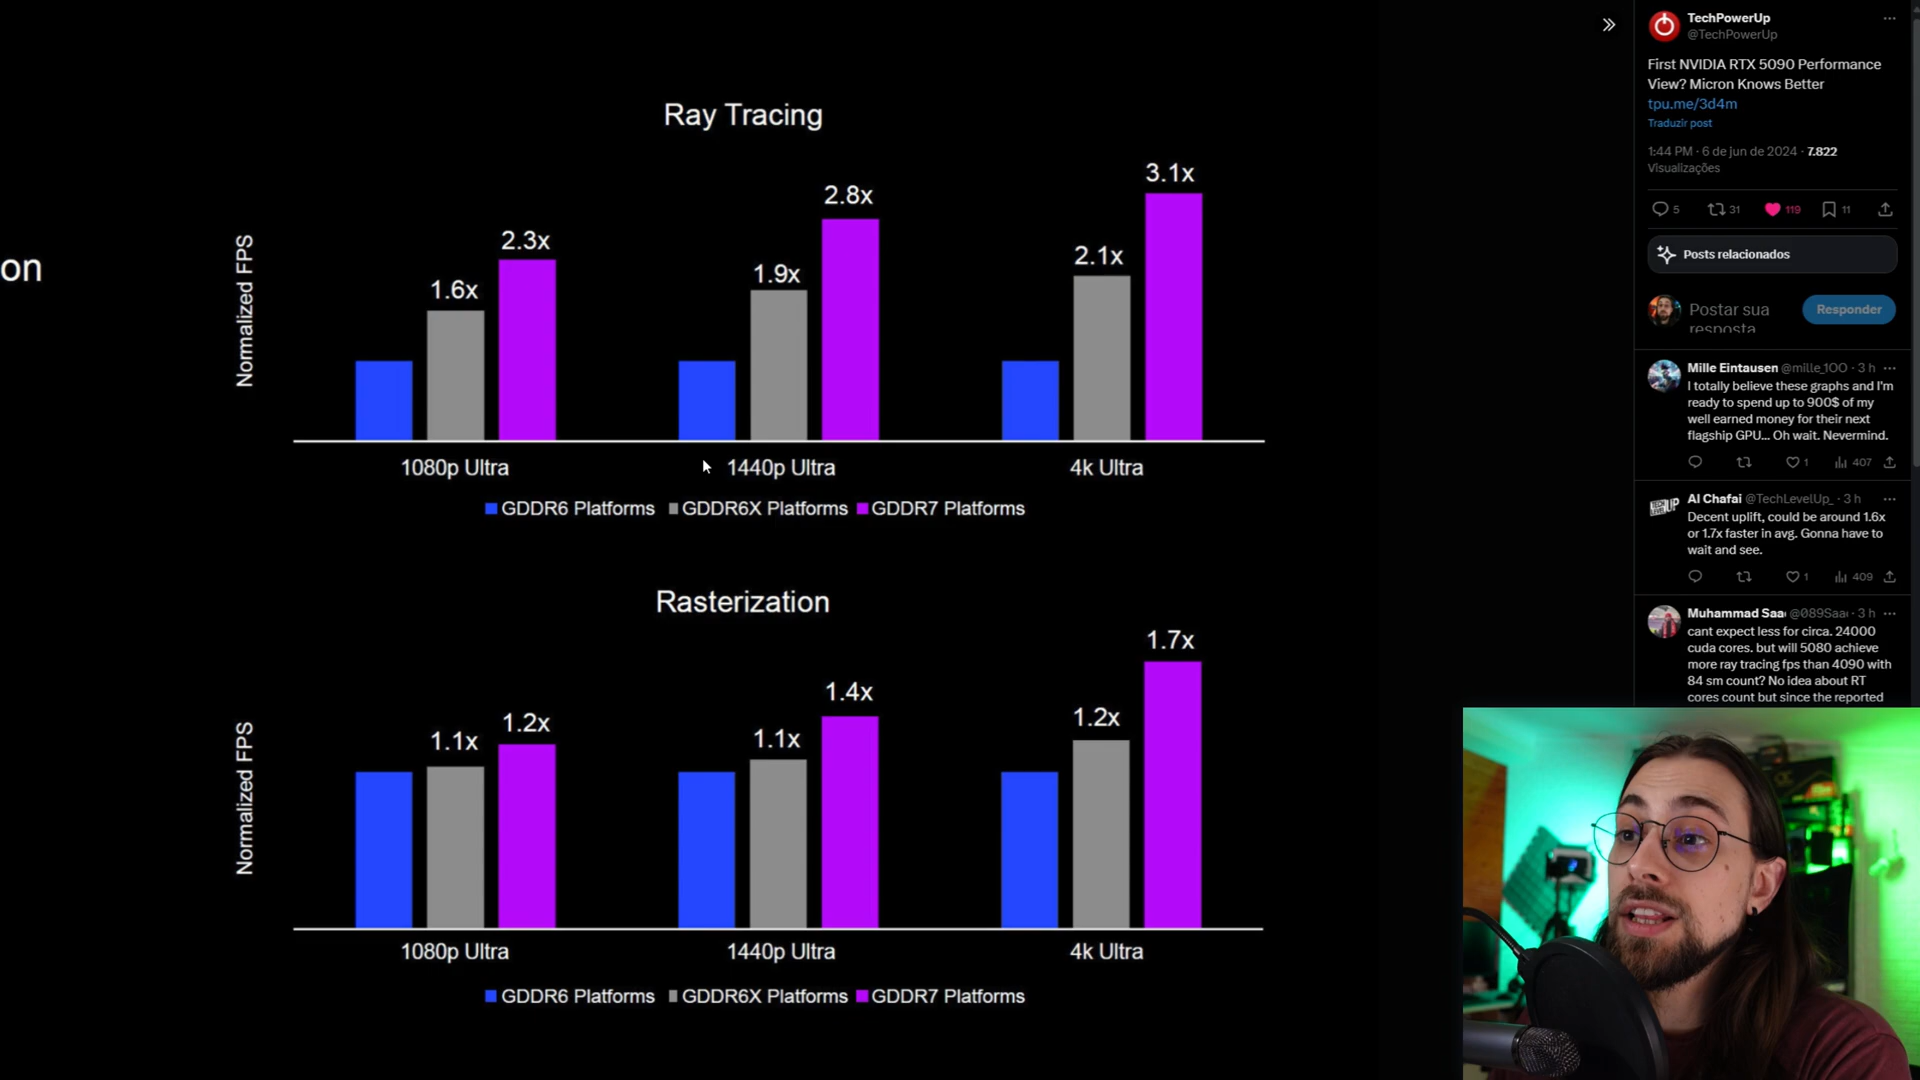 on
Ray Tracing
Normalized FPS
1.6x
2.3x
1.9x
2.8x
2.1x
3.1x
1080p Ultra
1440p Ultra
4k Ultra
GDDR6 Platforms GDDR6X Platforms GDDR7 Platforms
Rasterization
Normalized FPS
1.1x
1.2x
1.1x
1.4x
1.2x
1.7x
1080p Ultra
1440p Ultra
4k Ultra
GDDR6 Platforms GDDR6X Platforms GDDR7 Platforms
TechPowerUp
@TechPowerUp
First NVIDIA RTX 5090 Performance
View? Micron Knows Better
tpu.me/3d4m
Traduzir post
1:44 PM · 6 de jun de 2024 · 7.822
Visualizações
5 31 119 11
Posts relacionados
Postar sua
resposta
Responder
Mille Eintausen @mille_1OO · 3 h
I totally believe these graphs and I'm
ready to spend up to 900$ of my
well earned money for their next
flagship GPU... Oh wait. Nevermind.
1 407
Al Chafai @TechLevelUp_ · 3 h
TECH LEVEL UP
Decent uplift, could be around 1.6x
or 1.7x faster in avg. Gonna have to
wait and see.
1 409
Muhammad Saa @089Saa · 3 h
cant expect less for circa. 24000
cuda cores. but will 5080 achieve
more ray tracing fps than 4090 with
84 sm count? No idea about RT
cores count but since the reported